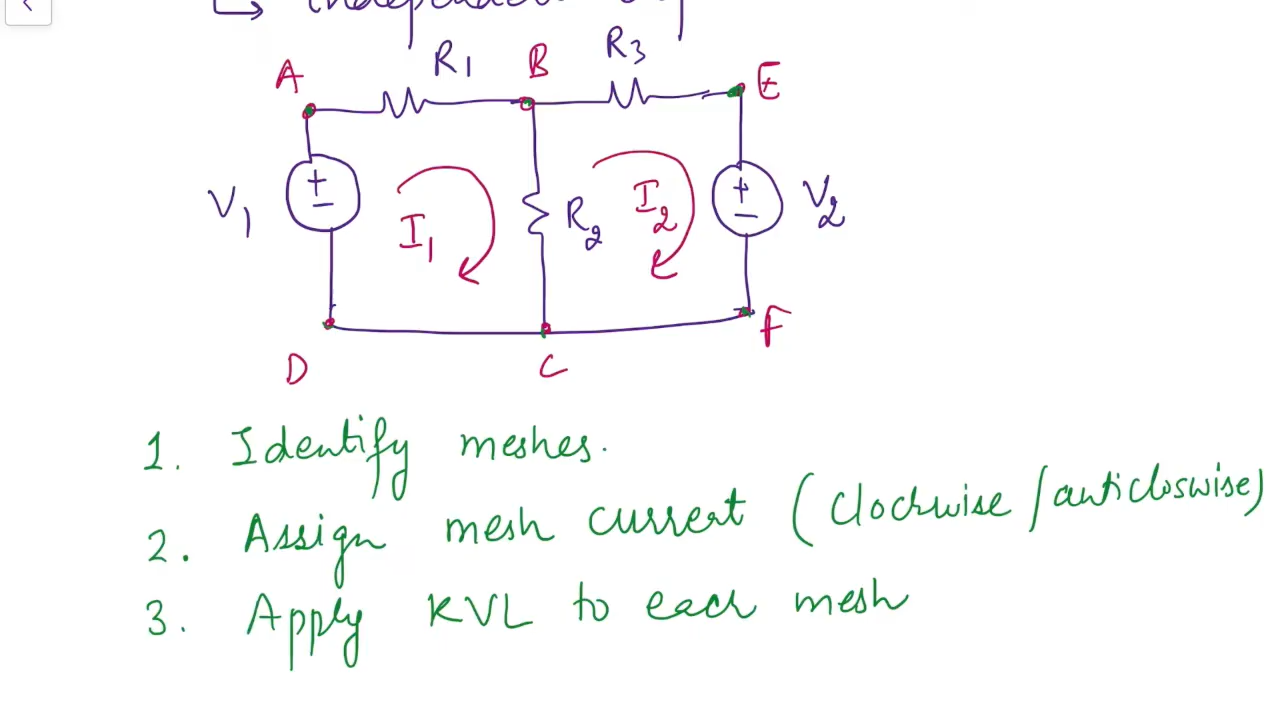 R1 B R3
A E
V1 + − I1 R2 I2 + − V2
D C F
1. Identify meshes.
2. Assign mesh current (clockwise/anticloswise)
3. Apply KVL to each mesh